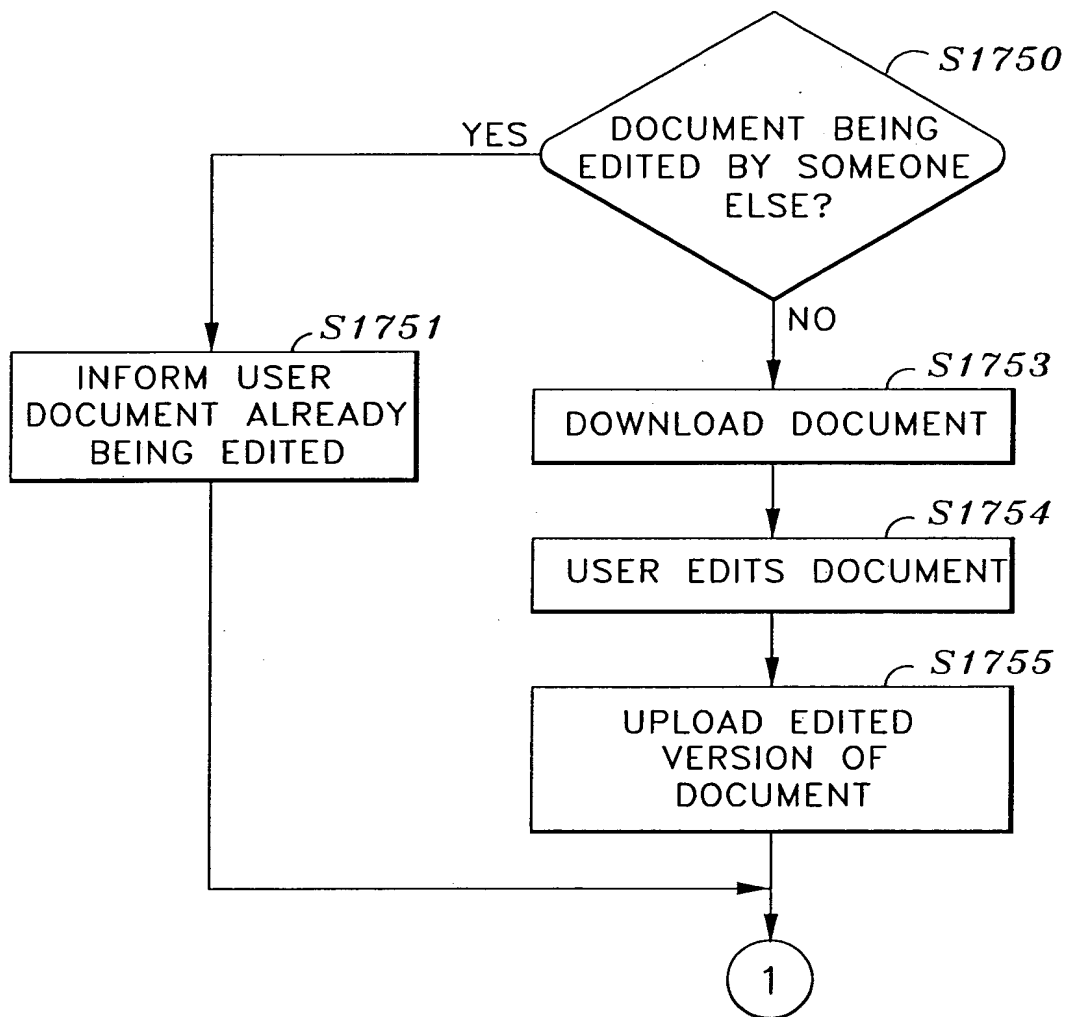 S1750
DOCUMENT BEING
EDITED BY SOMEONE
ELSE?
YES
NO
S1751
INFORM USER
DOCUMENT ALREADY
BEING EDITED
S1753
DOWNLOAD DOCUMENT
S1754
USER EDITS DOCUMENT
S1755
UPLOAD EDITED
VERSION OF
DOCUMENT
1